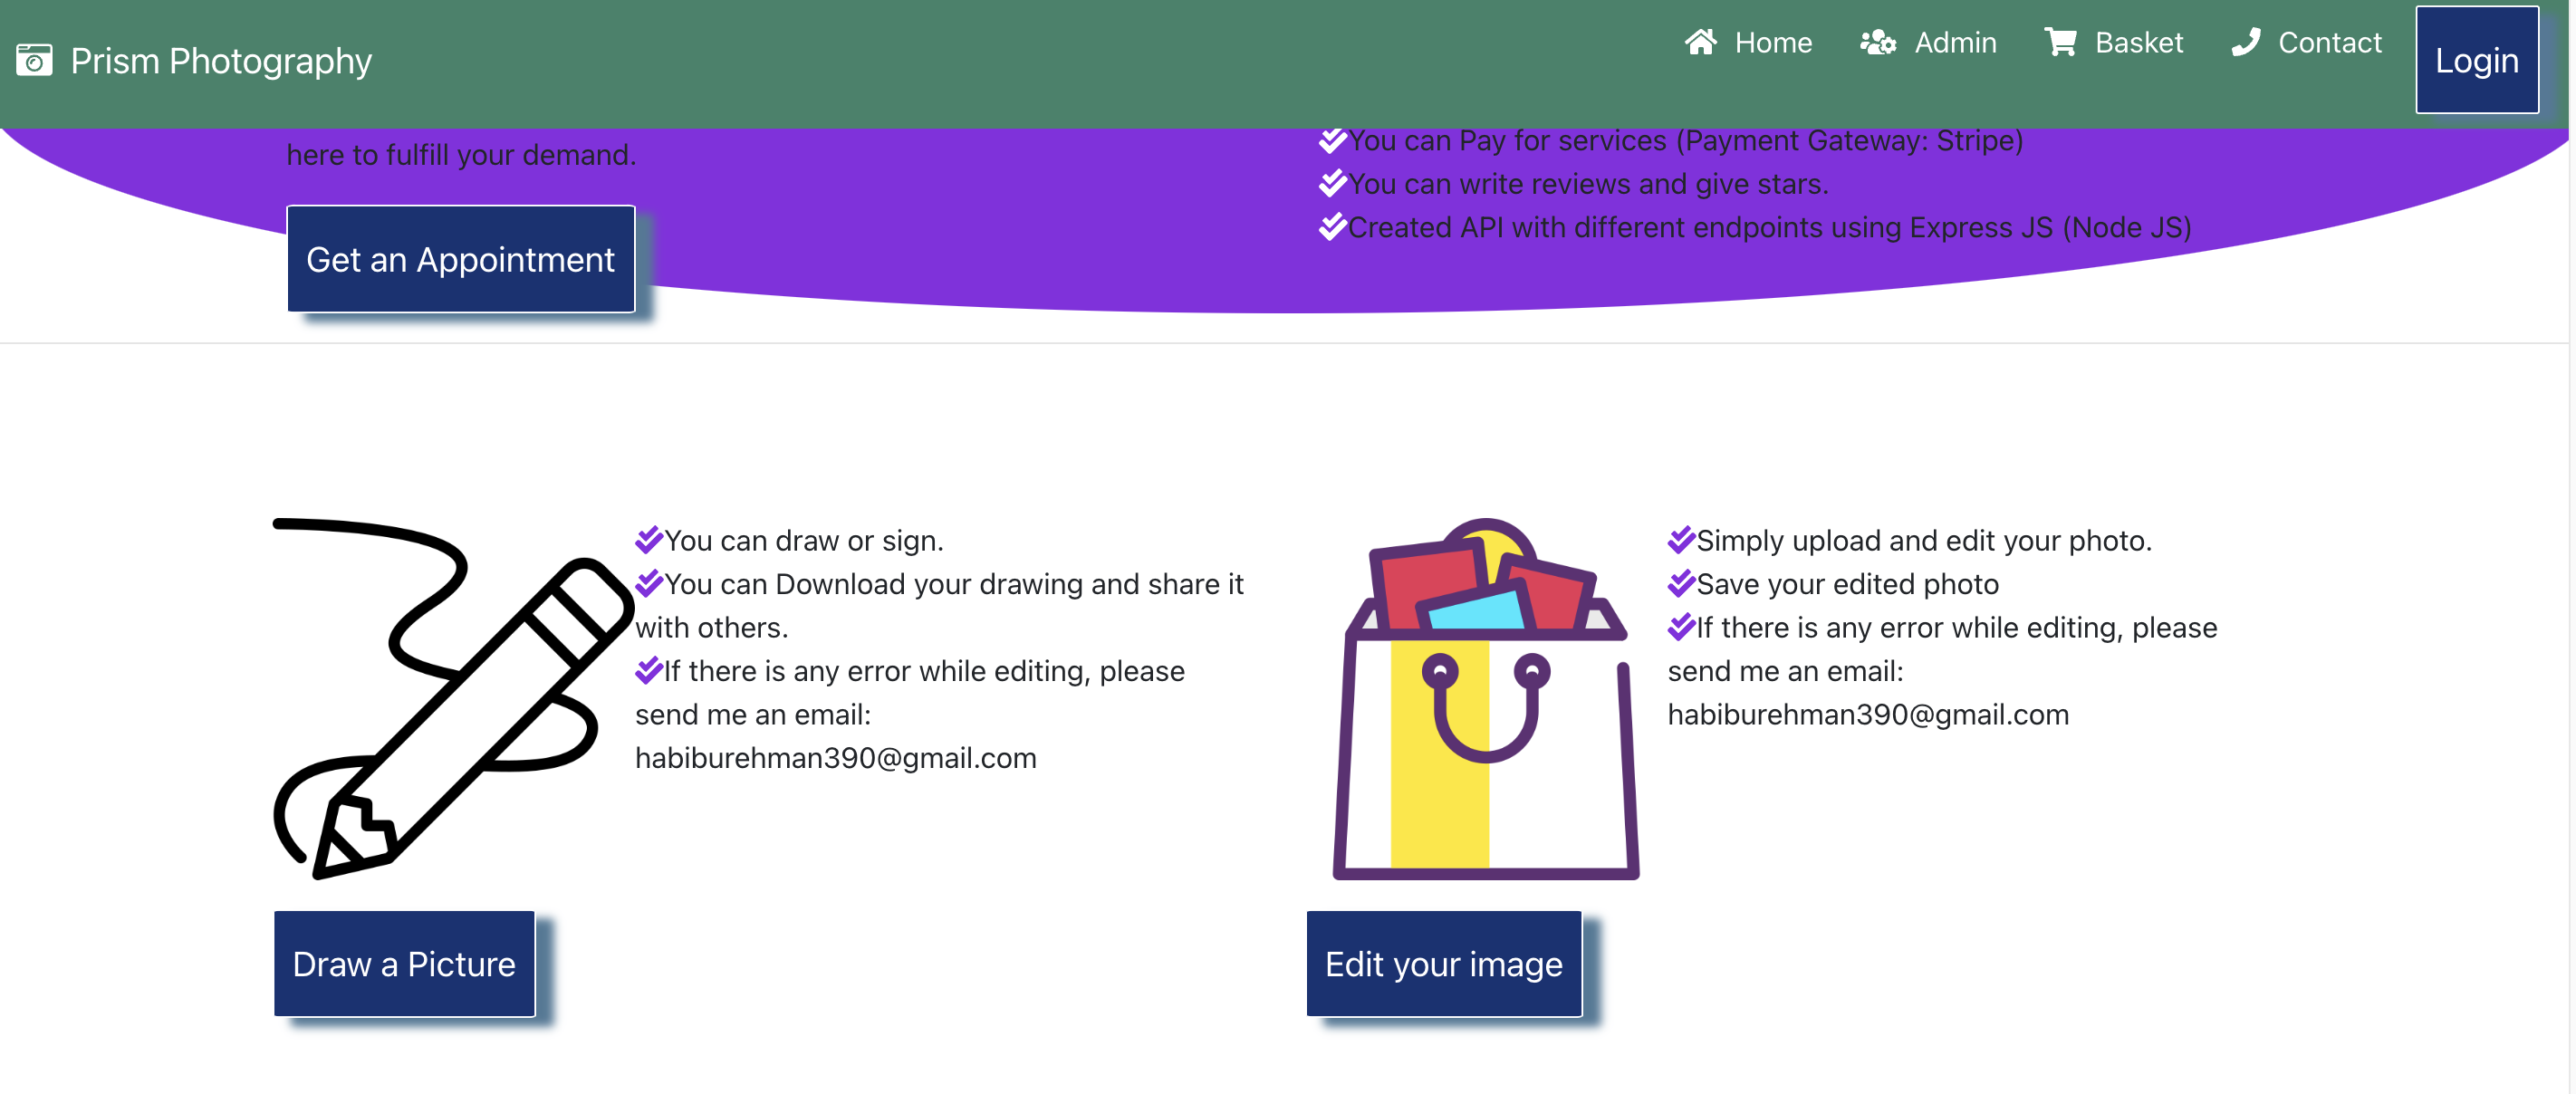 Prism Photography
Home
Admin
Basket
Contact
Login
here to fulfill your demand.
Get an Appointment
You can Pay for services (Payment Gateway: Stripe)
You can write reviews and give stars.
Created API with different endpoints using Express JS (Node JS)
You can draw or sign.
You can Download your drawing and share it
with others.
If there is any error while editing, please
send me an email:
habiburehman390@gmail.com
Draw a Picture
Simply upload and edit your photo.
Save your edited photo
If there is any error while editing, please
send me an email:
habiburehman390@gmail.com
Edit your image